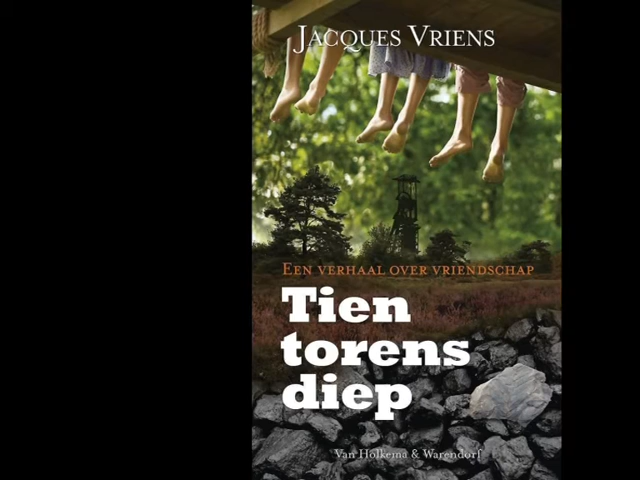 Jacques Vriens
Een verhaal over vriendschap
Tien
torens
diep
Van Holkema & Warendorf